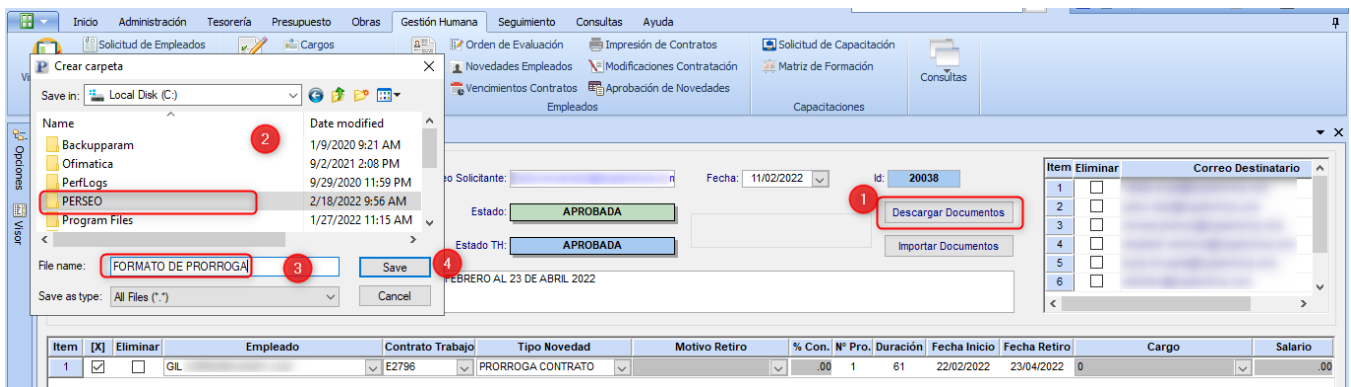 Inicio Administración Tesorería Presupuesto Obras Gestión Humana Seguimiento Consultas Ayuda
Solicitud de Empleados Cargos Orden de Evaluación Impresión de Contratos Solicitud de Capacitación
Novedades Empleados Modificaciones Contratación Matriz de Formación
Vencimientos Contratos Aprobación de Novedades Consultas
Empleados Capacitaciones
Opciones
Visor
Crear carpeta
Save in: Local Disk (C:)
Name Date modified
2
Backupparam 1/9/2020 9:21 AM
Ofimatica 9/2/2021 2:08 PM
PerfLogs 9/29/2020 11:59 PM
PERSEO 2/18/2022 9:56 AM
Program Files 1/27/2022 11:15 AM
File name: FORMATO DE PRORROGA 3 Save 4
Save as type: All Files (*.*) Cancel
Solicitante: Fecha: 11/02/2022 Id: 20038
Estado: APROBADA 1 Descargar Documentos
Estado TH: APROBADA Importar Documentos
FEBRERO AL 23 DE ABRIL 2022
Item Eliminar Correo Destinatario
1
2
3
4
5
6
Item [X] Eliminar Empleado Contrato Trabajo Tipo Novedad Motivo Retiro % Con. Nº Pro. Duración Fecha Inicio Fecha Retiro Cargo Salario
1 GIL E2796 PRORROGA CONTRATO .00 1 61 22/02/2022 23/04/2022 0 .00